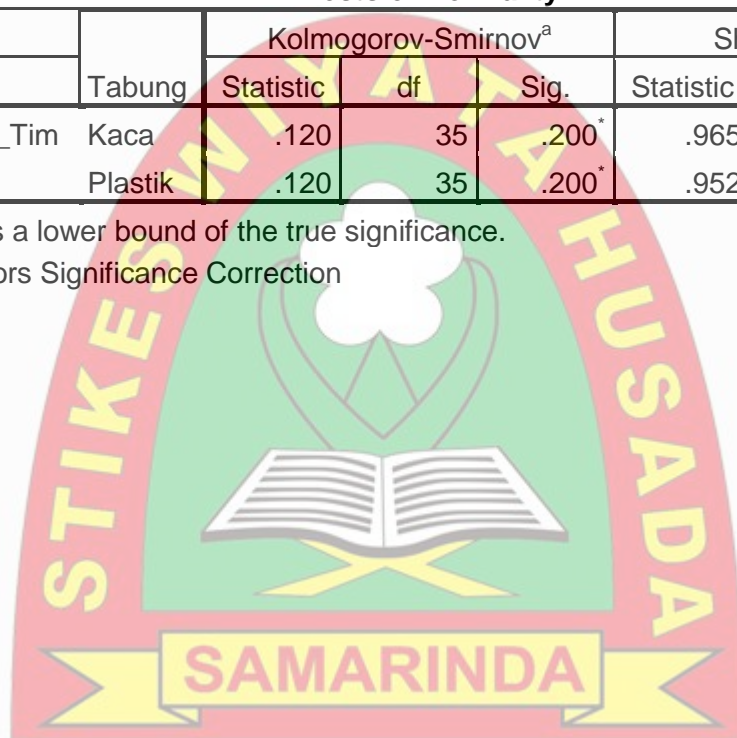 Kolmogorov-Smirnov^a
Tabung Statistic df Sig. Statistic
_Tim Kaca .120 35 .200* .965
Plastik .120 35 .200* .952
a lower bound of the true significance.
Significance Correction
STIKES WIYATA HUSADA
SAMARINDA